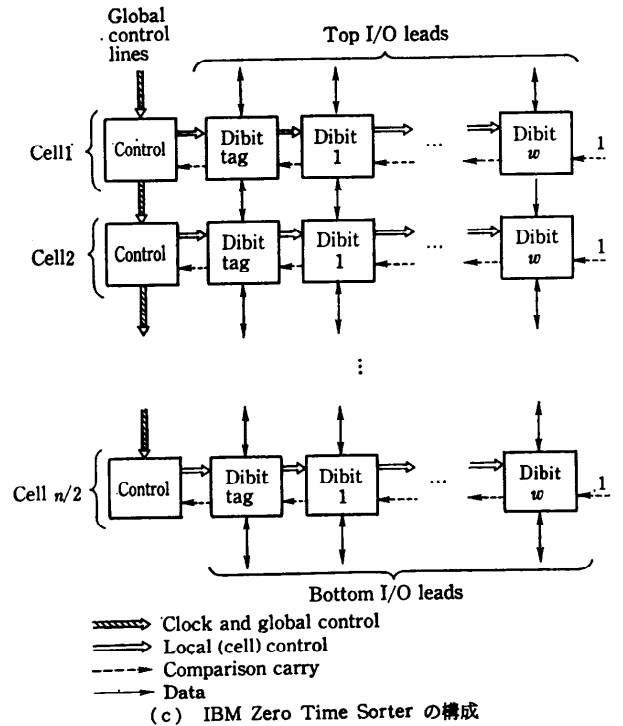 Global
control
lines
Top I/O leads
Cell1
Control
Dibit
tag
Dibit
1
...
Dibit
w
1
Cell2
Control
Dibit
tag
Dibit
1
...
Dibit
w
1
⋮
Cell n/2
Control
Dibit
tag
Dibit
1
...
Dibit
w
1
Bottom I/O leads
Clock and global control
Local (cell) control
Comparison carry
Data
(c) IBM Zero Time Sorter の構成